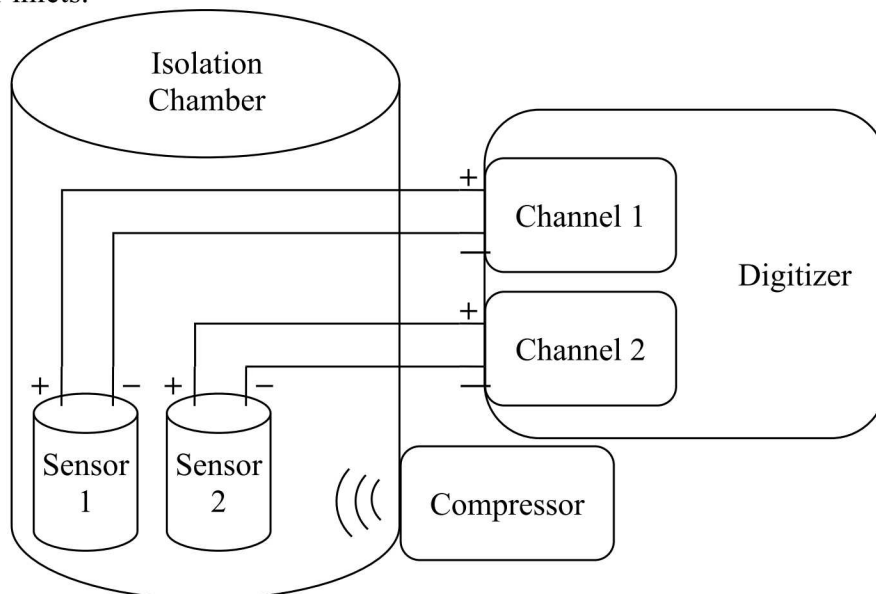 Isolation
Chamber
+
Channel 1
−
Digitizer
+
Channel 2
−
+ − + −
Sensor
1
Sensor
2
Compressor